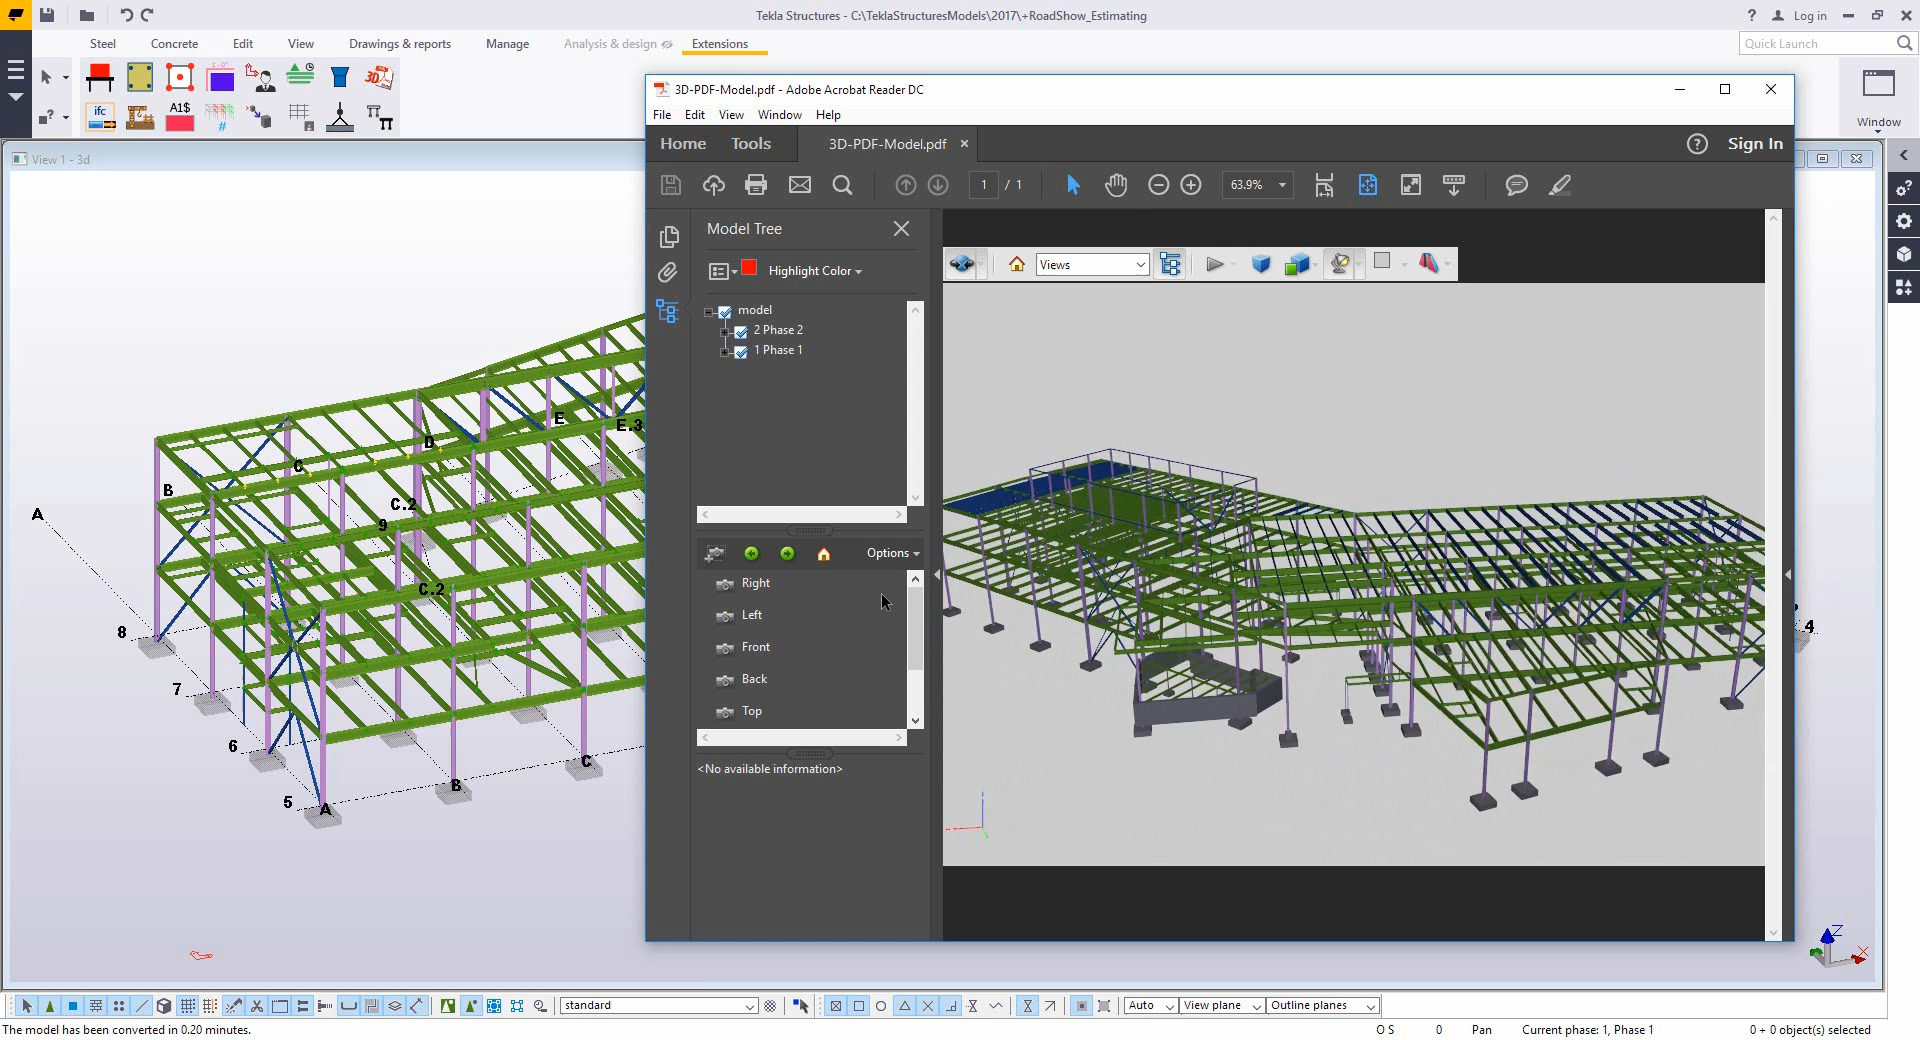 Tekla Structures - C:\TeklaStructuresModels\2017\+RoadShow_Estimating
? Log in
Steel Concrete Edit View Drawings & reports Manage Analysis & design Extensions
Quick Launch
3D
ifc
A1$
#
Window
View 1 - 3d
3D-PDF-Model.pdf - Adobe Acrobat Reader DC
File Edit View Window Help
Home Tools 3D-PDF-Model.pdf
Sign In
1 / 1
63.9%
Model Tree
Highlight Color
Views
model
2 Phase 2
1 Phase 1
Options
Right
Left
Front
Back
Top
<No available information>
E
E.3
D
C
B
C.2
A
9
C.2
8
7
6
5
A
B
C
4
Z
X
standard
Auto
View plane
Outline planes
The model has been converted in 0.20 minutes.
O S 0 Pan Current phase: 1, Phase 1 0 + 0 object(s) selected